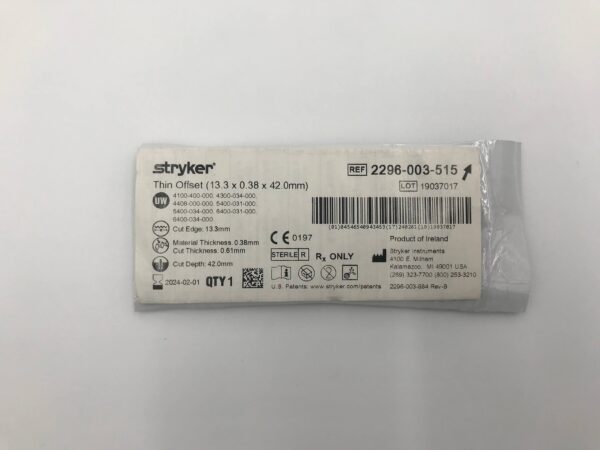 stryker®
REF 2296-003-515
Thin Offset (13.3 x 0.38 x 42.0mm)
LOT 19037017
UW
4100-400-000, 4300-034-000,
4408-000-000, 5400-031-000,
5400-034-000, 6400-031-000,
6400-034-000
Cut Edge: 13.3mm
Material Thickness: 0.38mm
Cut Thickness: 0.61mm
Cut Depth: 42.0mm
2024-02-01 QTY 1
CE 0197
STERILE R Rx ONLY
U.S. Patents: www.stryker.com/patents
Product of Ireland
Stryker Instruments
4100 E. Milham
Kalamazoo, MI 49001 USA
(269) 323-7700 (800) 253-3210
2296-003-884 Rev-B